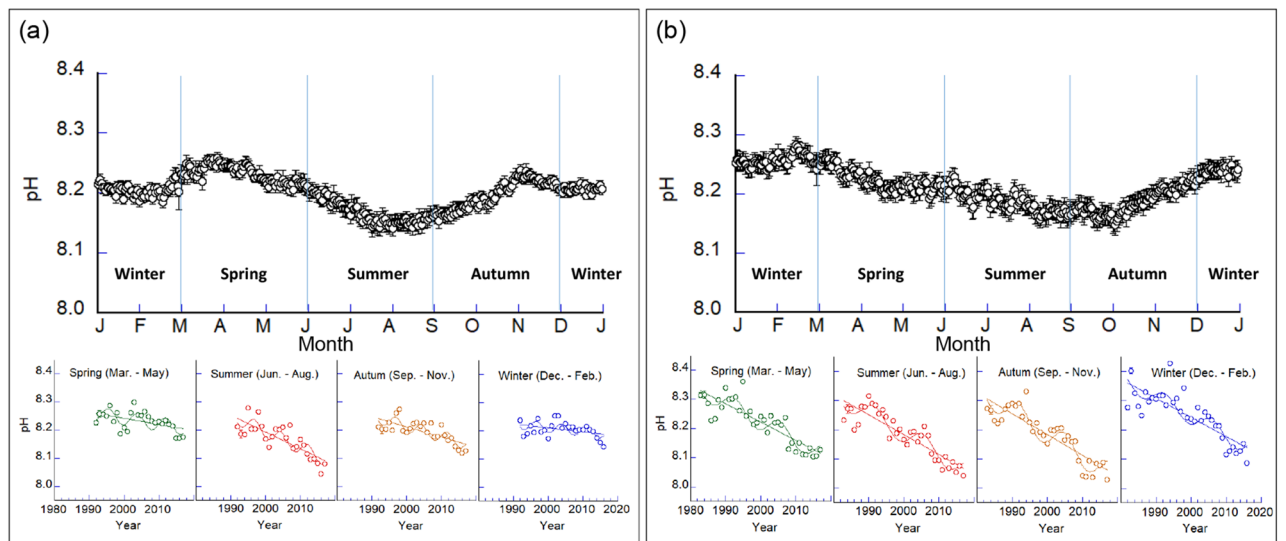 (a)
8.4
8.3
8.2
8.1
8.0
pH
Winter Spring Summer Autumn Winter
J F M A M J J A S O N D J
Month
8.4
8.3
8.2
8.1
8.0
pH
Spring (Mar. - May)
Summer (Jun. - Aug.)
Autum (Sep. - Nov.)
Winter (Dec. - Feb.)
1980 1990 2000 2010
Year
1990 2000 2010
Year
1990 2000 2010
Year
1980 1990 2000 2010 2020
Year
(b)
8.4
8.3
8.2
8.1
8.0
pH
Winter Spring Summer Autumn Winter
J F M A M J J A S O N D J
Month
8.4
8.3
8.2
8.1
8.0
pH
Spring (Mar. - May)
Summer (Jun. - Aug.)
Autum (Sep. - Nov.)
Winter (Dec. - Feb.)
1980 1990 2000 2010
Year
1980 1990 2000 2010
Year
1980 1990 2000 2010
Year
1980 1990 2000 2010 2020
Year